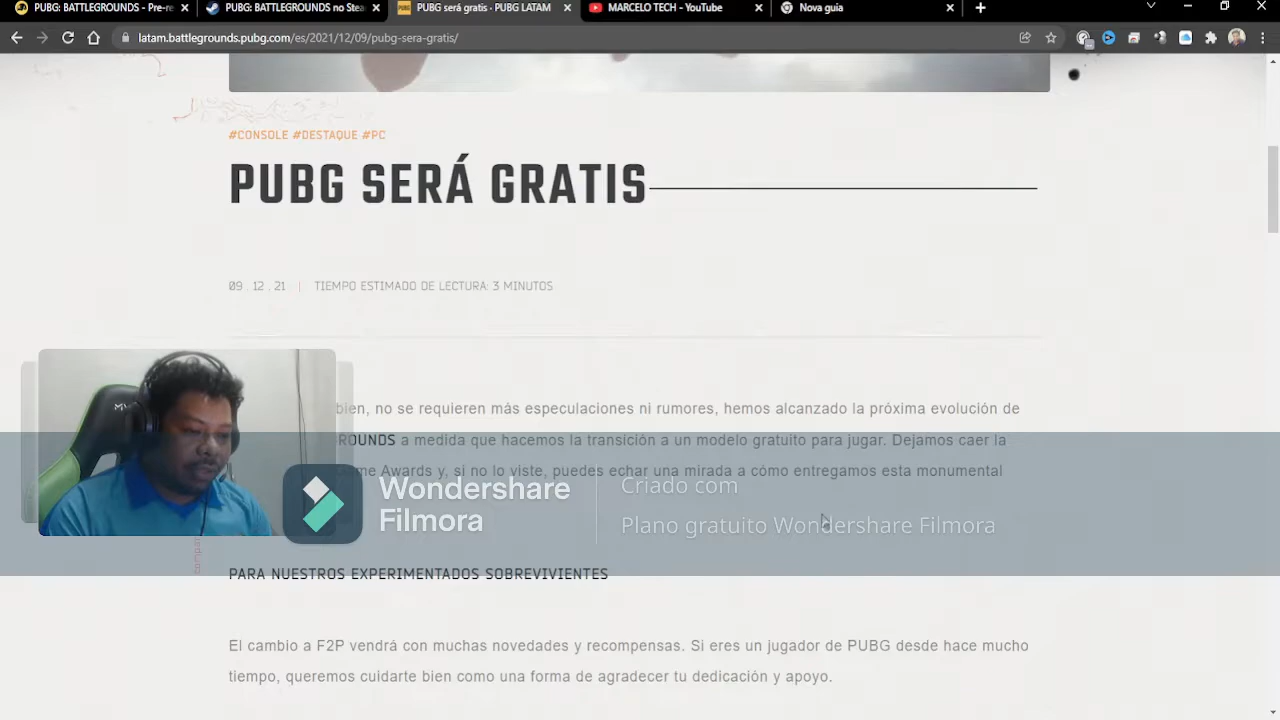 PUBG: BATTLEGROUNDS - Pre-re
PUBG: BATTLEGROUNDS no Stea
PUBG será gratis - PUBG LATAM
MARCELO TECH - YouTube
Nova guia
latam.battlegrounds.pubg.com/es/2021/12/09/pubg-sera-gratis/
#CONSOLE #DESTAQUE #PC
PUBG SERÁ GRATIS
09 . 12 . 21 | TIEMPO ESTIMADO DE LECTURA: 3 MINUTOS
bien, no se requieren más especulaciones ni rumores, hemos alcanzado la próxima evolución de
GROUNDS a medida que hacemos la transición a un modelo gratuito para jugar. Dejamos caer la
me Awards y, si no lo viste, puedes echar una mirada a cómo entregamos esta monumental
Wondershare
Filmora
Criado com
Plano gratuito Wondershare Filmora
PARA NUESTROS EXPERIMENTADOS SOBREVIVIENTES
El cambio a F2P vendrá con muchas novedades y recompensas. Si eres un jugador de PUBG desde hace mucho
tiempo, queremos cuidarte bien como una forma de agradecer tu dedicación y apoyo.